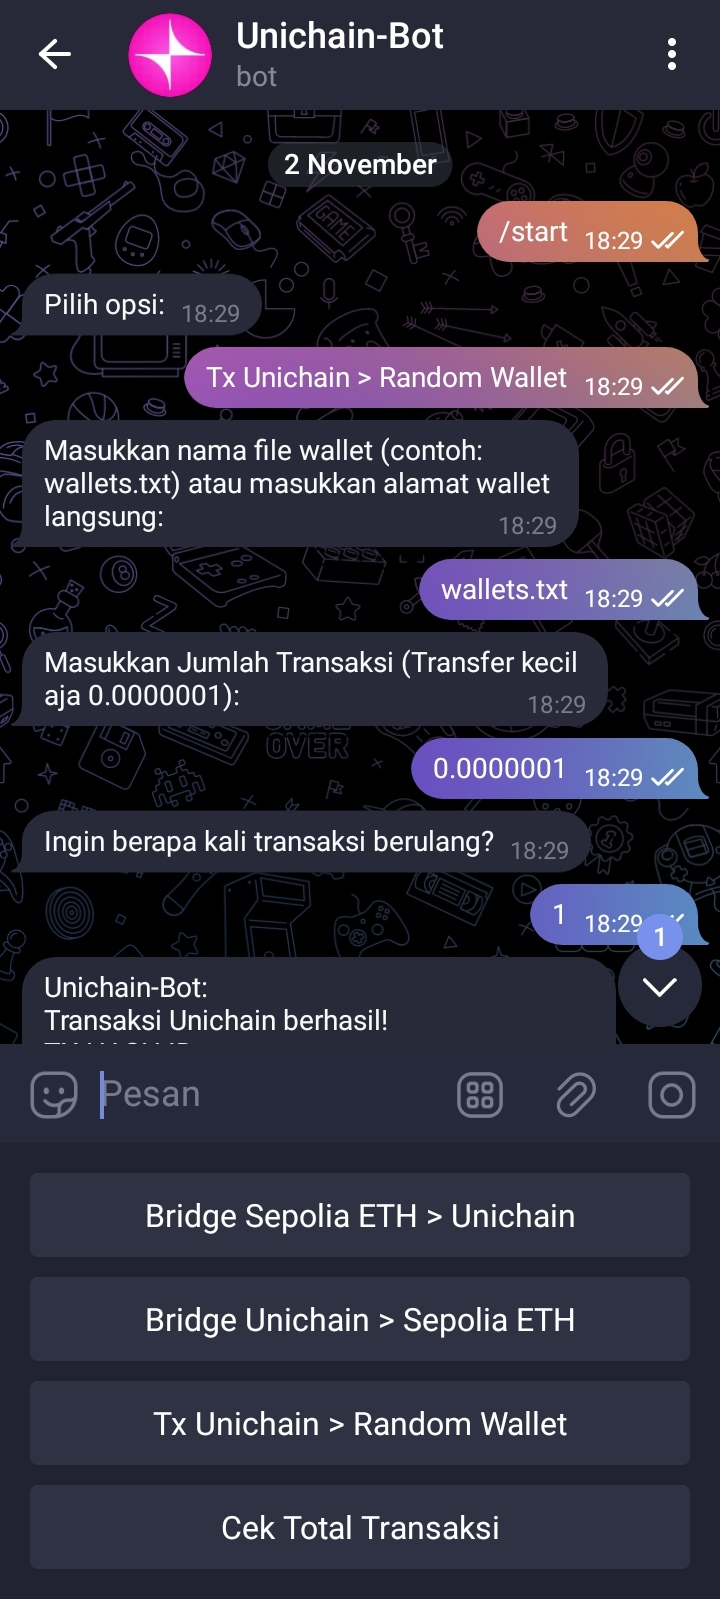 Unichain-Bot
bot
2 November
/start 18:29
Pilih opsi: 18:29
Tx Unichain > Random Wallet 18:29
Masukkan nama file wallet (contoh:
wallets.txt) atau masukkan alamat wallet
langsung: 18:29
wallets.txt 18:29
Masukkan Jumlah Transaksi (Transfer kecil
aja 0.0000001): 18:29
GAME
OVER
0.0000001 18:29
Ingin berapa kali transaksi berulang? 18:29
1 18:29
1
Unichain-Bot:
Transaksi Unichain berhasil!
Pesan
Bridge Sepolia ETH > Unichain
Bridge Unichain > Sepolia ETH
Tx Unichain > Random Wallet
Cek Total Transaksi